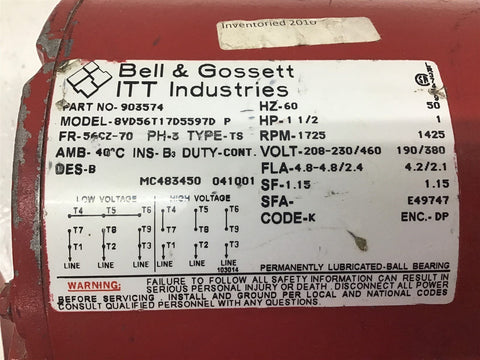 Inventoried 2010
Bell & Gossett
ITT Industries
PART NO- 903574 HZ-60 50
MODEL- 8VD56T17D5597D P HP-1 1/2 1
FR-56CZ-70 PH-3 TYPE-TS RPM-1725 1425
AMB- 40°C INS-B3 DUTY-CONT. VOLT-208-230/460 190/380
DES-B FLA-4.8-4.8/2.4 4.2/2.1
MC483450 041001 SF-1.15 1.15
SFA- E49747
CODE-K ENC.-DP
LOW VOLTAGE HIGH VOLTAGE
T4 T5 T6 T4 T5 T6
T7 T8 T9 T7 T8 T9
T1 T2 T3 T1 T2 T3
LINE LINE LINE LINE LINE LINE
103014
PERMANENTLY LUBRICATED-BALL BEARING
WARNING: FAILURE TO FOLLOW ALL SAFETY INFORMATION CAN RESULT IN
SERIOUS PERSONAL INJURY OR DEATH. DISCONNECT ALL POWER
BEFORE SERVICING. INSTALL AND GROUND PER LOCAL AND NATIONAL CODES
CONSULT QUALIFIED PERSONNEL WITH ANY QUESTIONS.